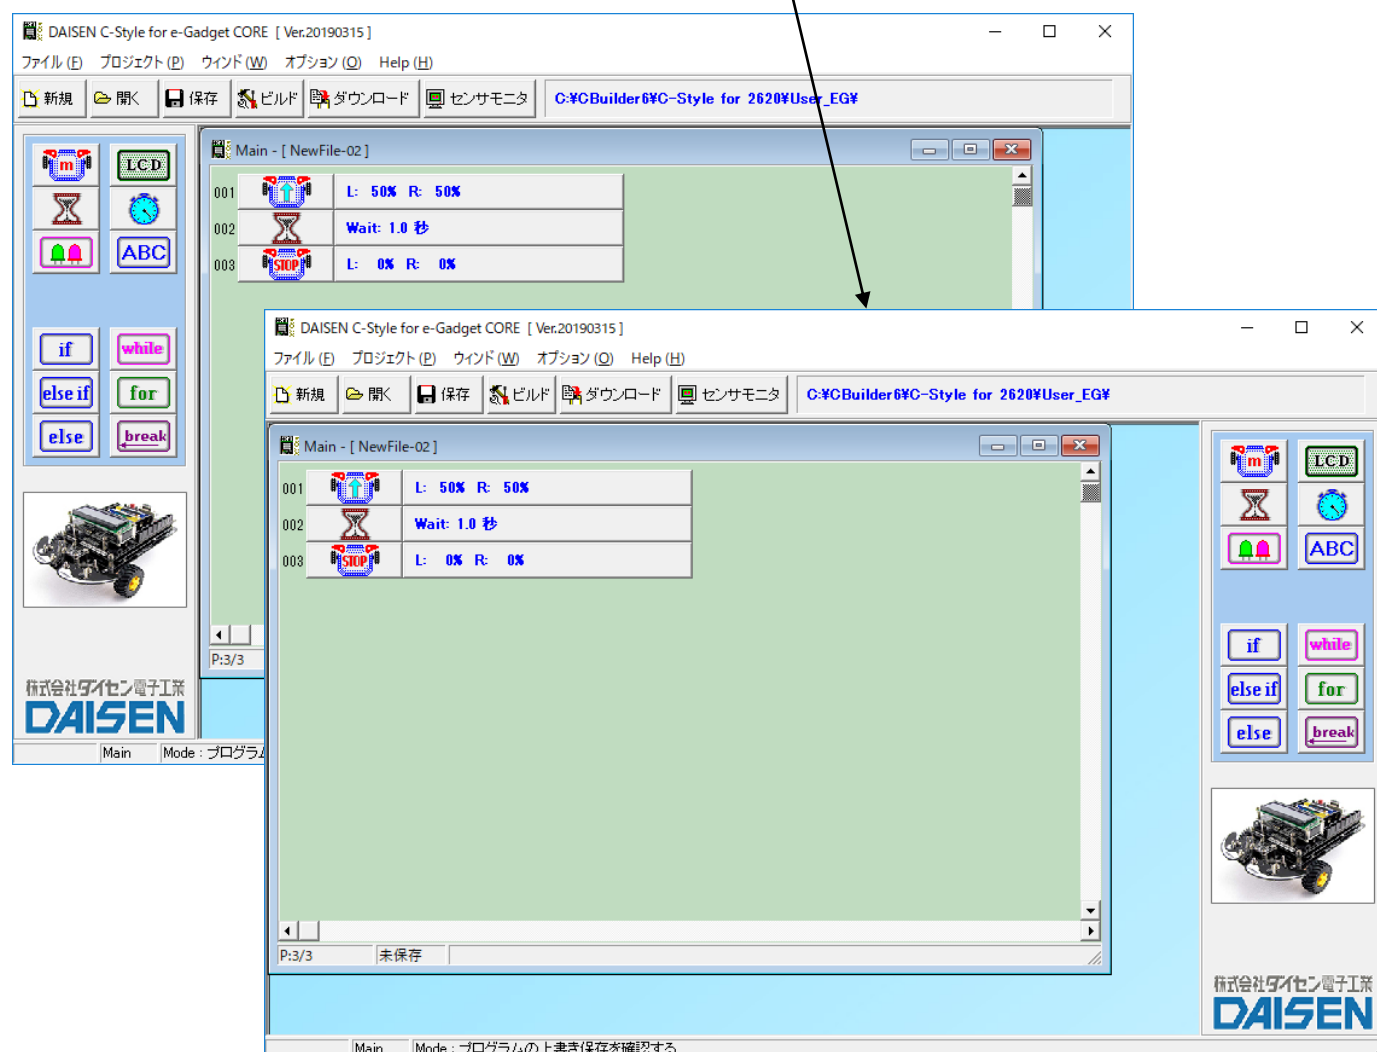 DAISEN C-Style for e-Gadget CORE [ Ver.20190315 ]
ファイル (F) プロジェクト (P) ウィンド (W) オプション (O) Help (H)
新規 開く 保存 ビルド ダウンロード センサモニタ C:¥CBuilder6¥C-Style for 2620¥User_EG¥
Main - [ NewFile-02 ]
m LCD
001 L: 50% R: 50%
002 Wait: 1.0 秒
ABC
003 STOP L: 0% R: 0%
if while
else if for
else break
P:3/3
株式会社ダイセン電子工業
DAISEN
Main Mode : プログラム
DAISEN C-Style for e-Gadget CORE [ Ver.20190315 ]
ファイル (F) プロジェクト (P) ウィンド (W) オプション (O) Help (H)
新規 開く 保存 ビルド ダウンロード センサモニタ C:¥CBuilder6¥C-Style for 2620¥User_EG¥
Main - [ NewFile-02 ]
001 L: 50% R: 50%
002 Wait: 1.0 秒
003 STOP L: 0% R: 0%
m LCD
ABC
if while
else if for
else break
P:3/3 未保存
株式会社ダイセン電子工業
DAISEN
Main Mode : プログラムの上書き保存を確認する